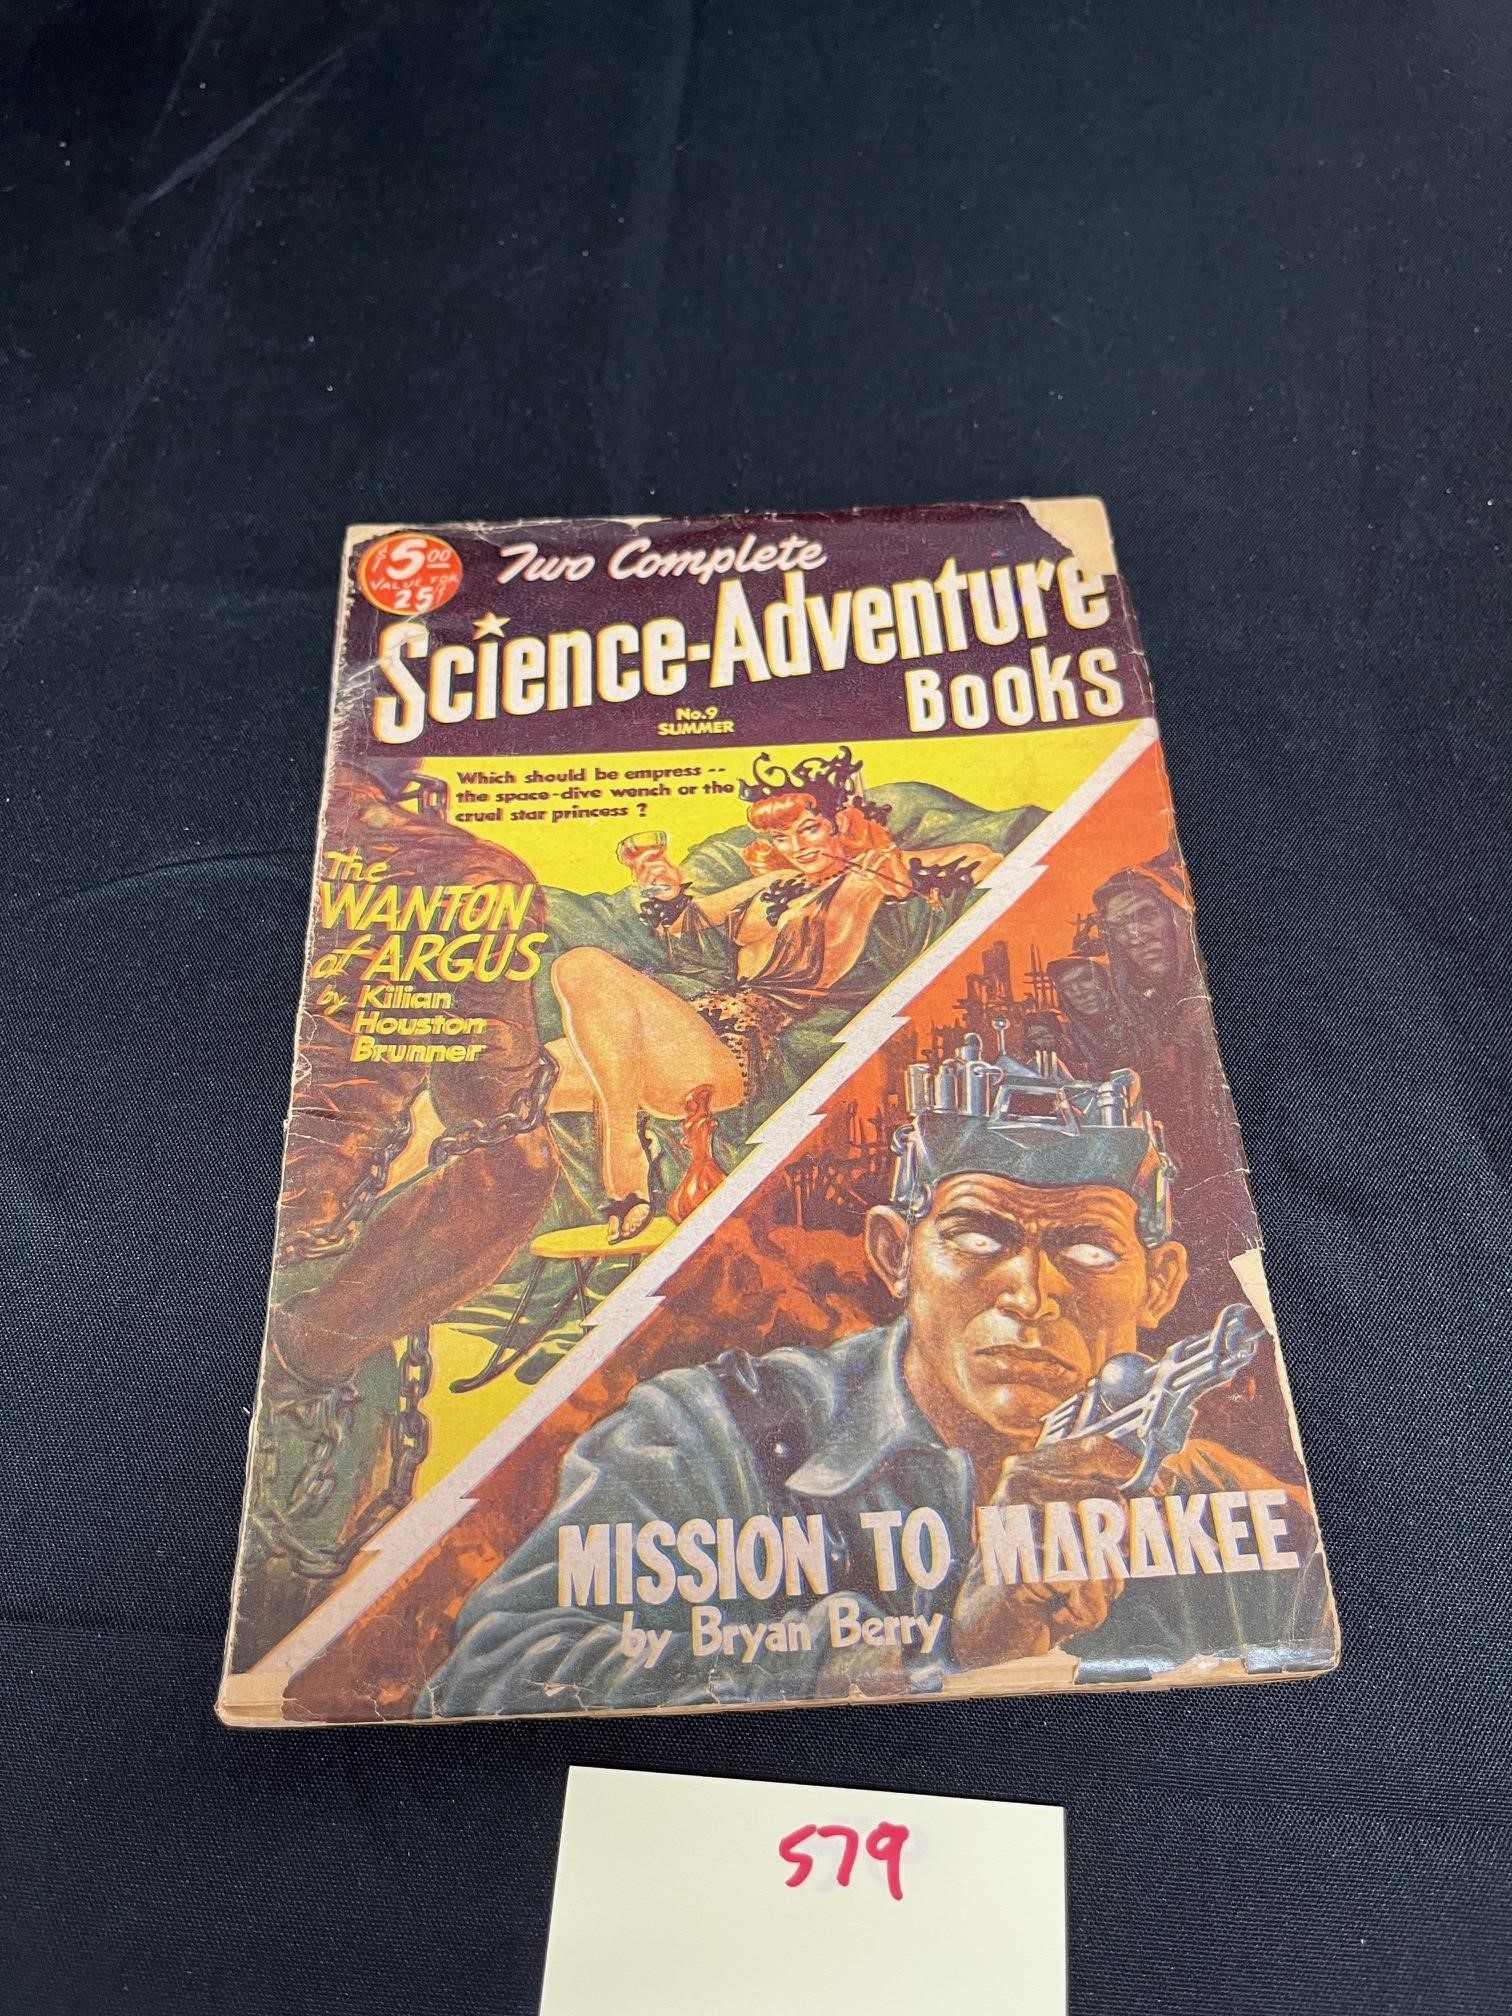 $5.00
VALUE FOR
25¢
Two Complete
Science-Adventure
Books
No.9
SUMMER
Which should be empress --
the space-dive wench or the
cruel star princess ?
The
WANTON
of ARGUS
by Kilian
Houston
Brunner
MISSION TO MARAKEE
by Bryan Berry
579